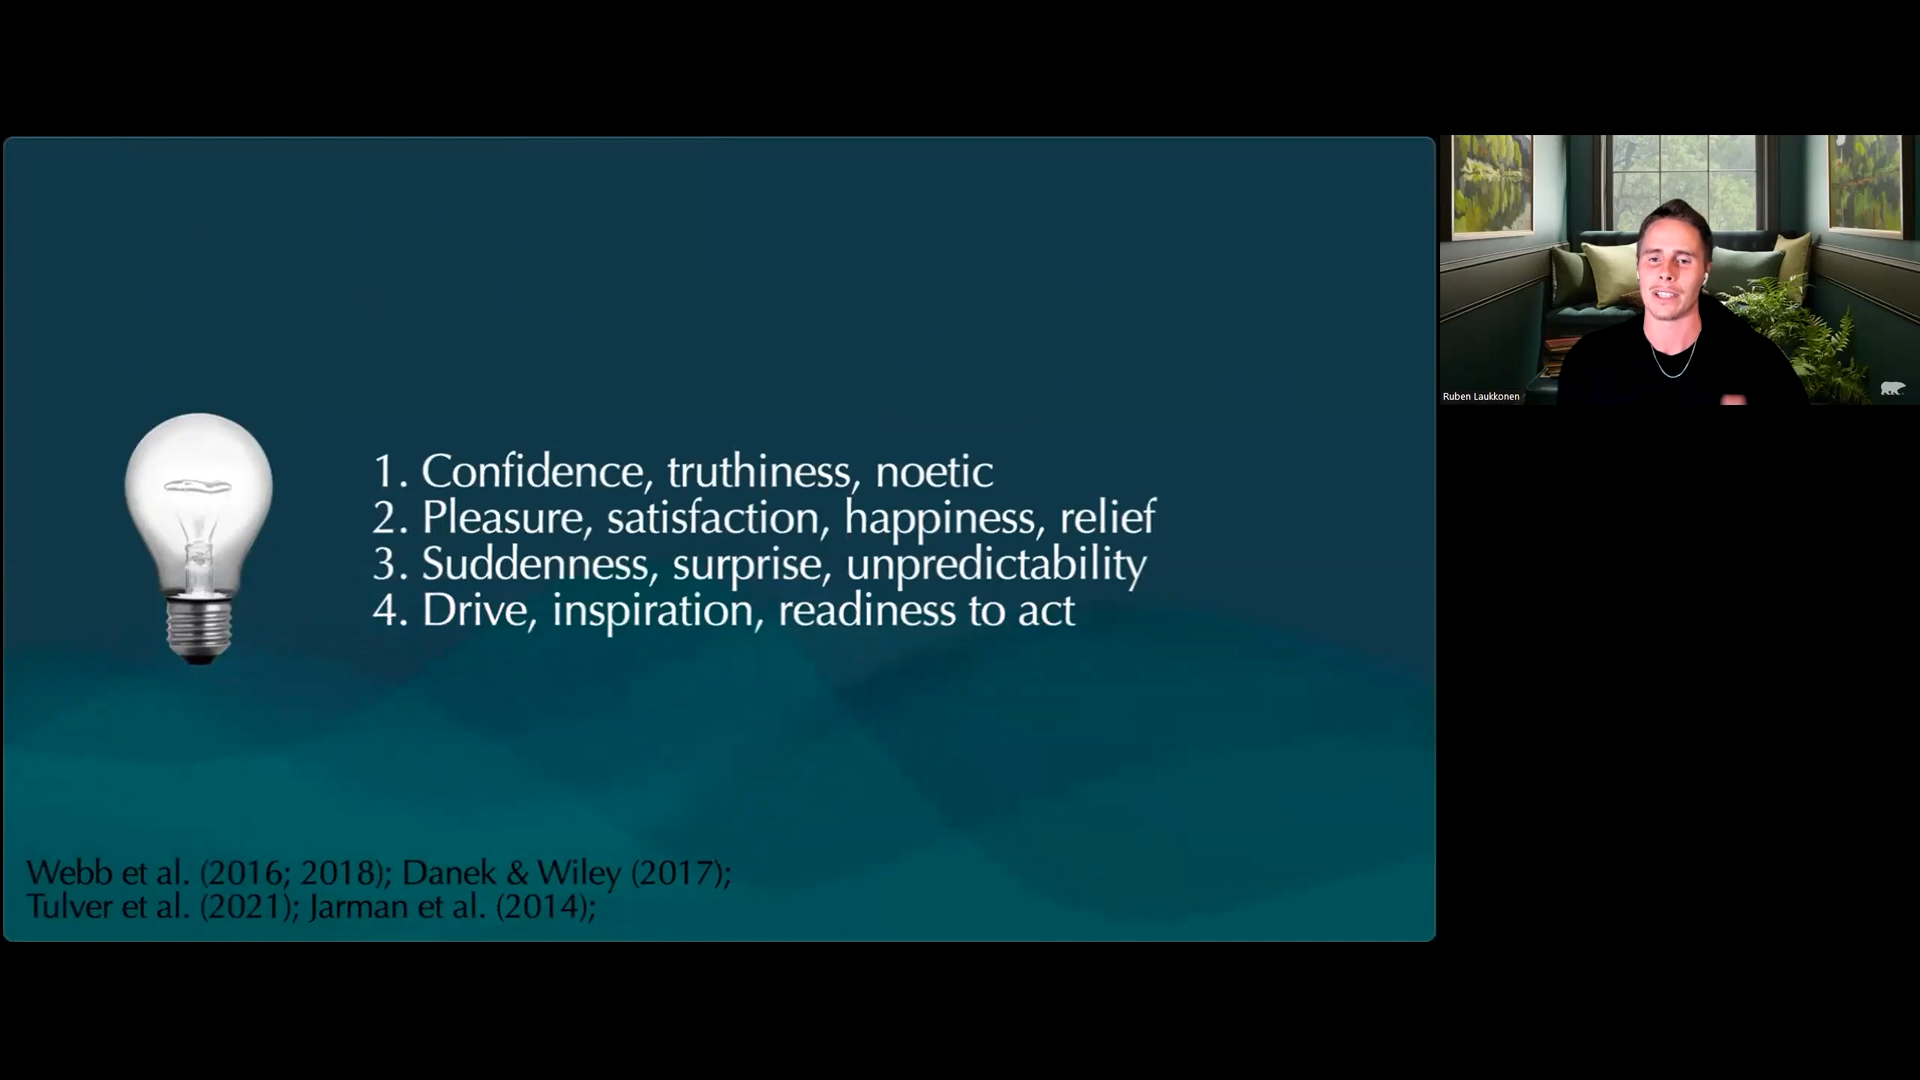 1. Confidence, truthiness, noetic
2. Pleasure, satisfaction, happiness, relief
3. Suddenness, surprise, unpredictability
4. Drive, inspiration, readiness to act
Webb et al. (2016; 2018); Danek & Wiley (2017);
Tulver et al. (2021); Jarman et al. (2014);
Ruben Laukkonen